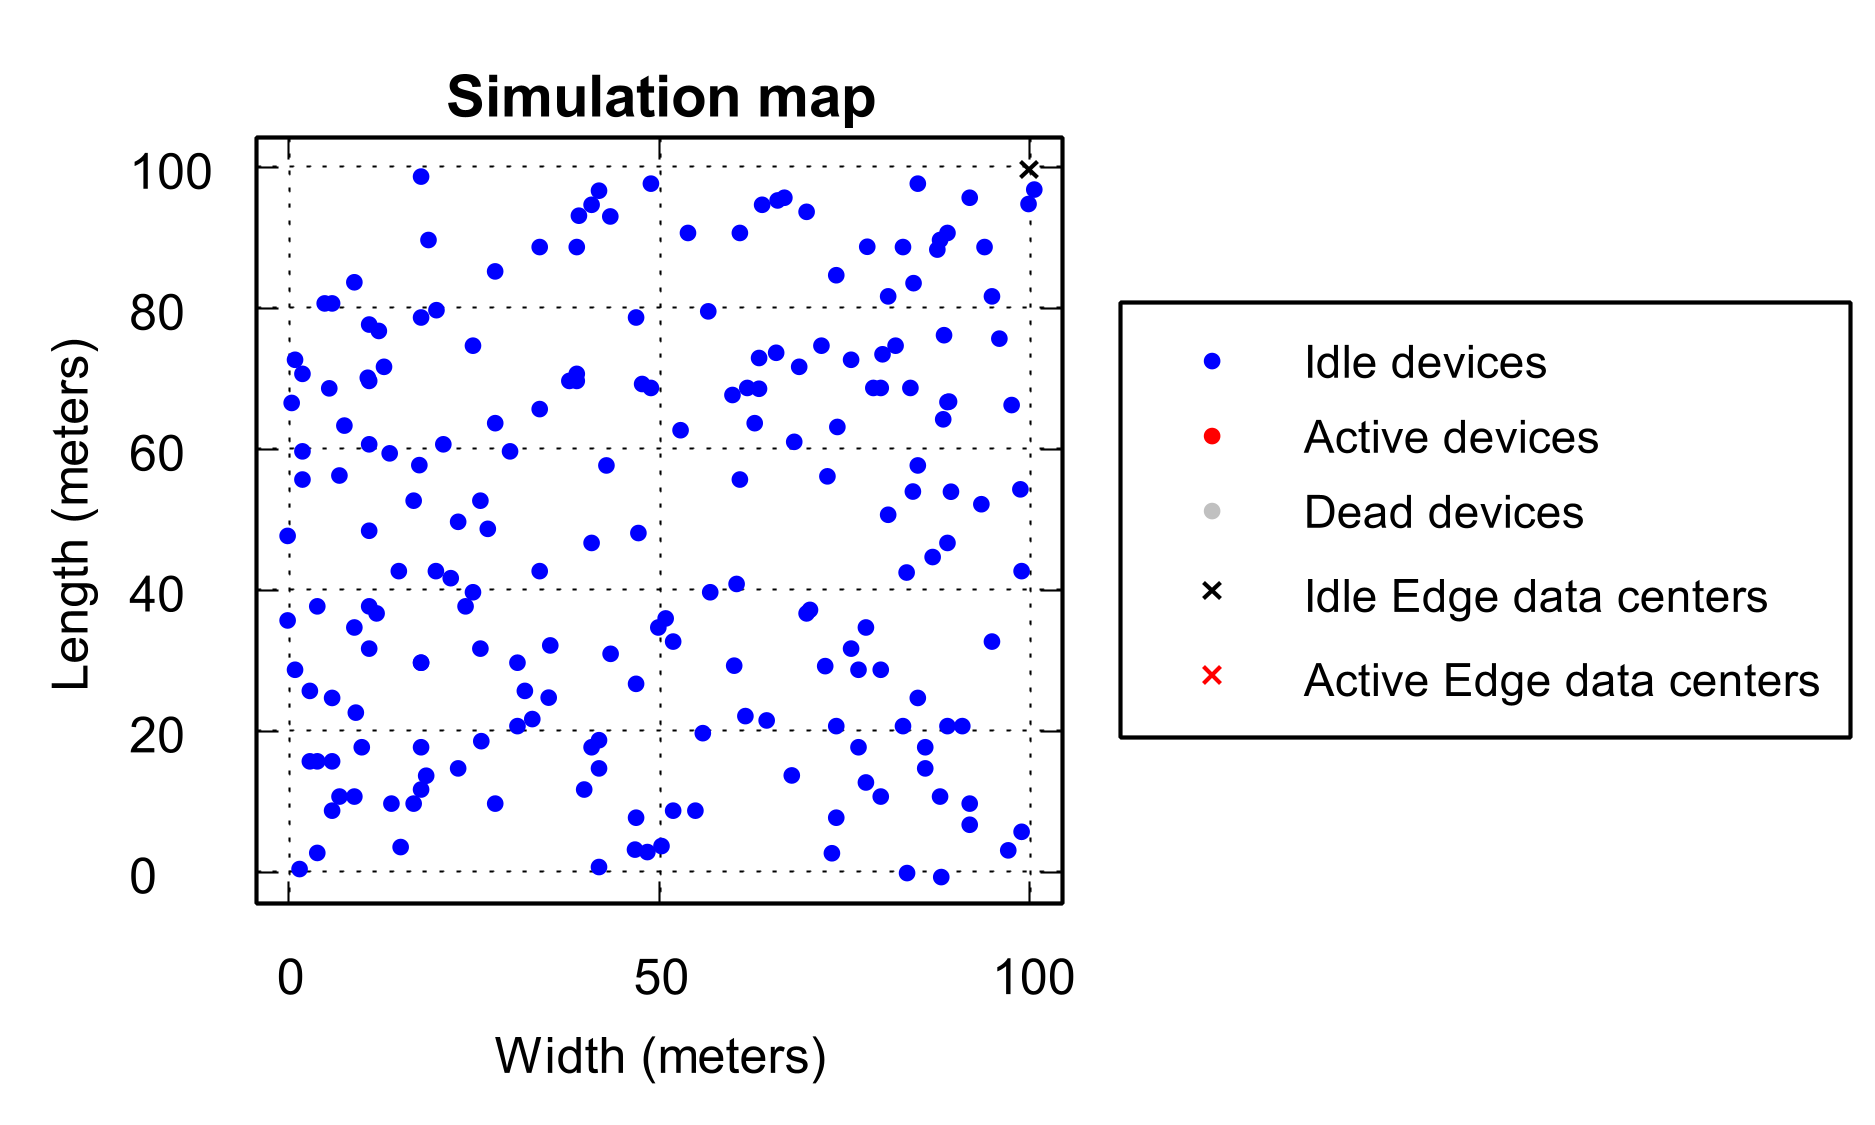 Simulation map
100
80
60
40
20
0
Length (meters)
0 50 100
Width (meters)
Idle devices
Active devices
Dead devices
Idle Edge data centers
Active Edge data centers